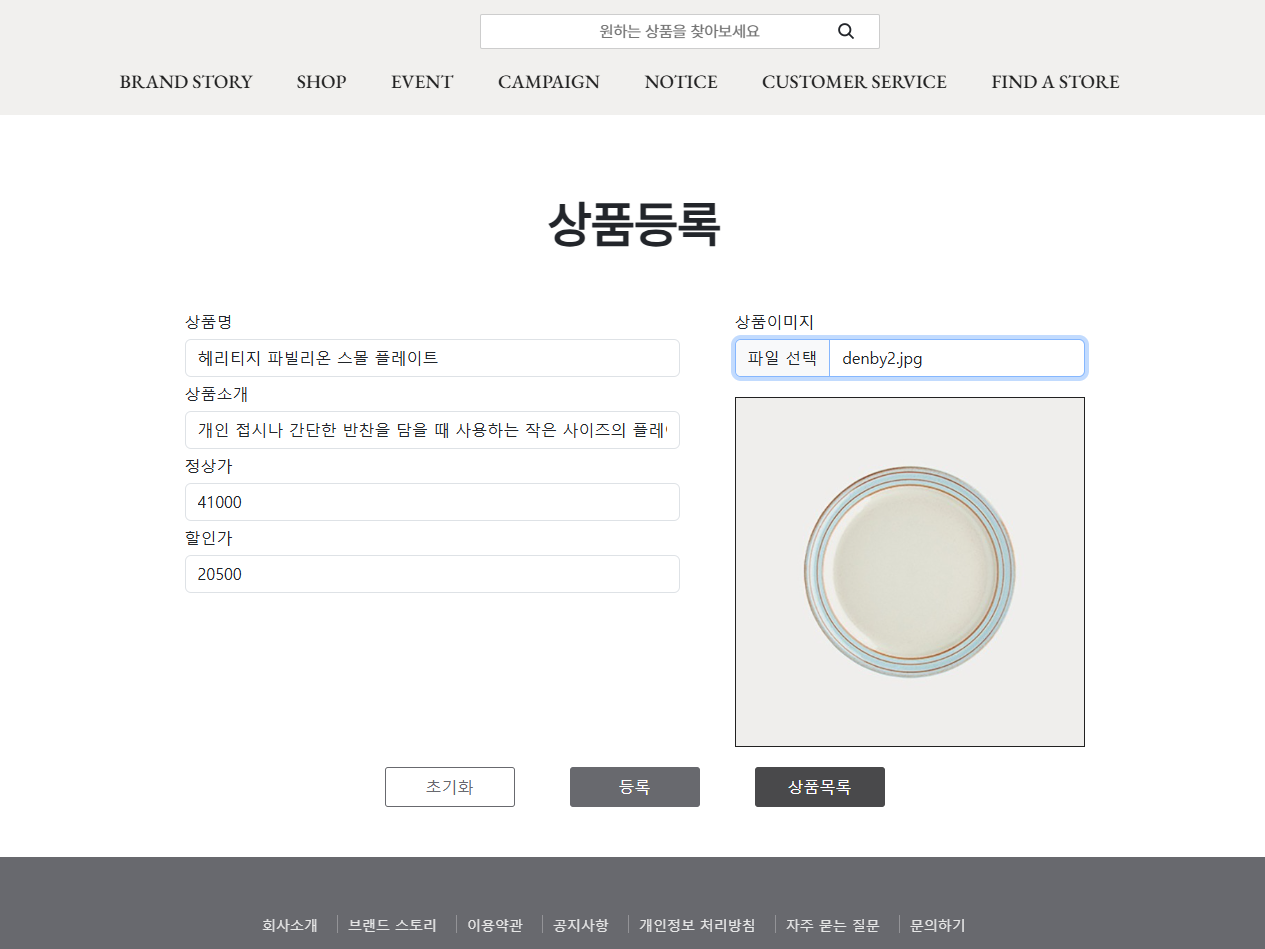 원하는 상품을 찾아보세요
BRAND STORY SHOP EVENT CAMPAIGN NOTICE CUSTOMER SERVICE FIND A STORE
상품등록
상품명
헤리티지 파빌리온 스몰 플레이트
상품소개
개인 접시나 간단한 반찬을 담을 때 사용하는 작은 사이즈의 플레
정상가
41000
할인가
20500
상품이미지
파일 선택 denby2.jpg
초기화 등록 상품목록
회사소개 브랜드 스토리 이용약관 공지사항 개인정보 처리방침 자주 묻는 질문 문의하기